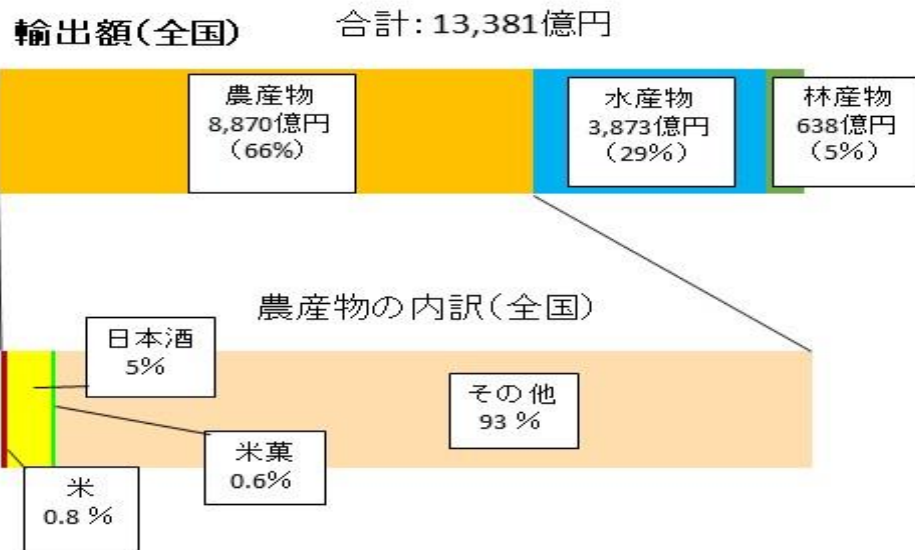 輸出額(全国)
合計：13,381億円
農産物
8,870億円
(66%)
水産物
3,873億円
(29%)
林産物
638億円
(5%)
農産物の内訳(全国)
日本酒
5%
その他
93 %
米菓
0.6%
米
0.8 %